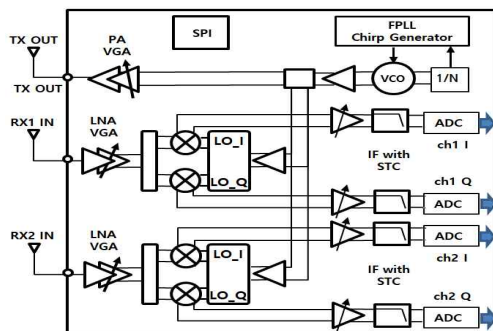 TX OUT
PA
VGA
SPI
FPLL
Chirp Generator
TX OUT
VCO
1/N
RX1 IN
LNA
VGA
LO_I
LO_Q
ADC
ch1 I
IF with
STC
ch1 Q
ADC
RX2 IN
LNA
VGA
LO_I
LO_Q
ADC
ch2 I
IF with
STC
ch2 Q
ADC